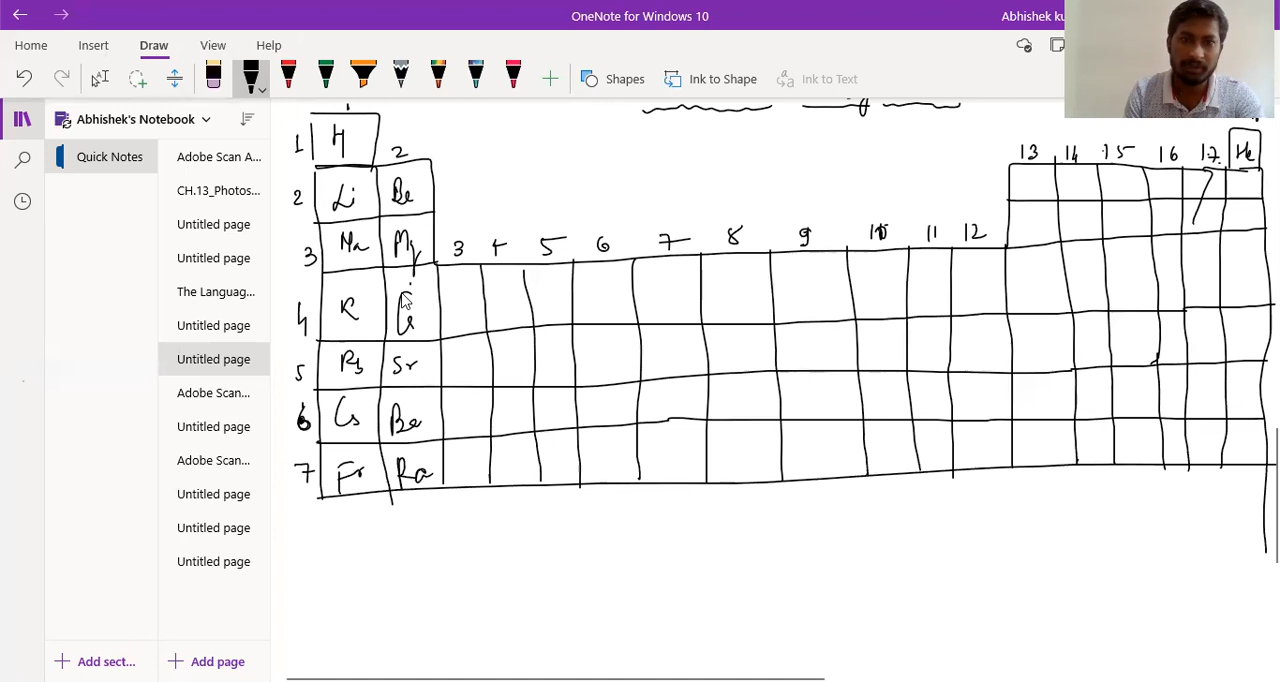 OneNote for Windows 10
Abhishek ku
Home Insert Draw View Help
Shapes Ink to Shape Ink to Text
Abhishek's Notebook
Quick Notes
Adobe Scan A...
CH.13_Photos...
Untitled page
Untitled page
The Languag...
Untitled page
Untitled page
Adobe Scan...
Untitled page
Adobe Scan...
Untitled page
Untitled page
Untitled page
Add sect... Add page
1 H 2 13 14 15 16 17 He
2 Li Be
3 Na Mg 3 4 5 6 7 8 9 10 11 12
4 K
5 Rb Sr
6 Cs Ba
7 Fr Ra